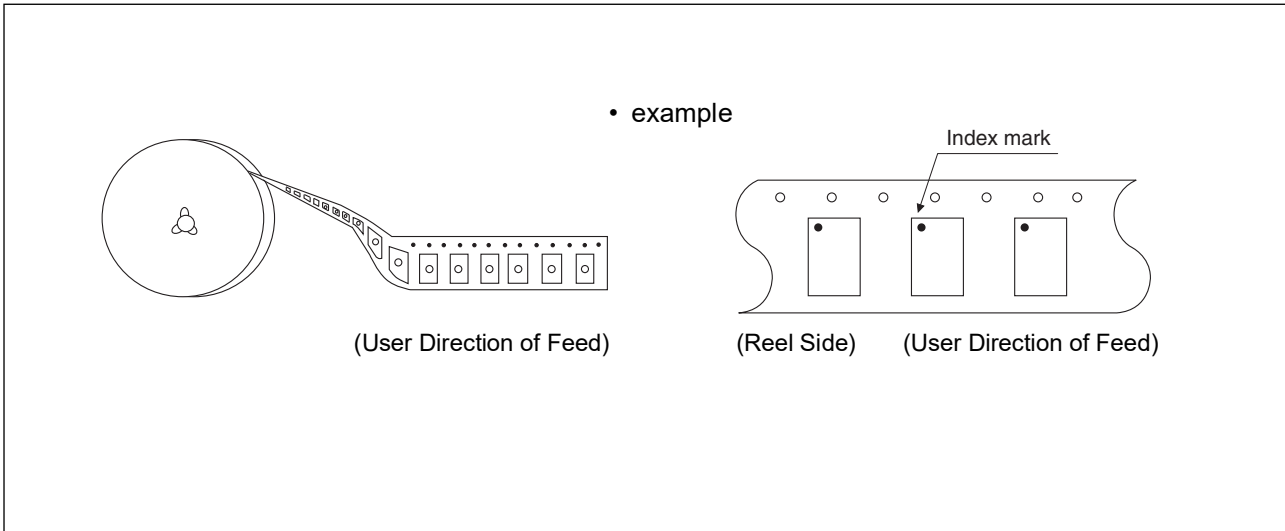 • example
Index mark
(User Direction of Feed)
(Reel Side)
(User Direction of Feed)